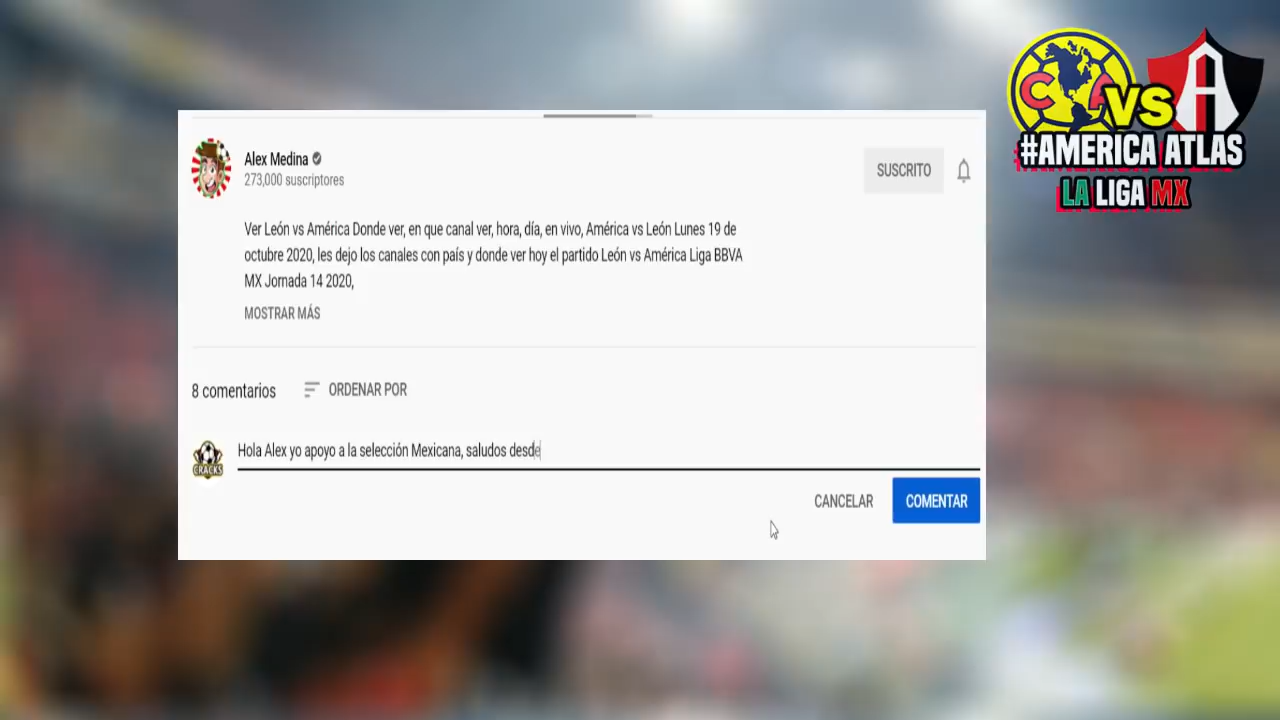 VS
#AMERICA ATLAS
LA LIGA MX
Alex Medina
273,000 suscriptores
SUSCRITO
Ver León vs América Donde ver, en que canal ver, hora, día, en vivo, América vs León Lunes 19 de
octubre 2020, les dejo los canales con país y donde ver hoy el partido León vs América Liga BBVA
MX Jornada 14 2020,
MOSTRAR MÁS
8 comentarios
ORDENAR POR
CRACKS
Hola Alex yo apoyo a la selección Mexicana, saludos desde
CANCELAR
COMENTAR